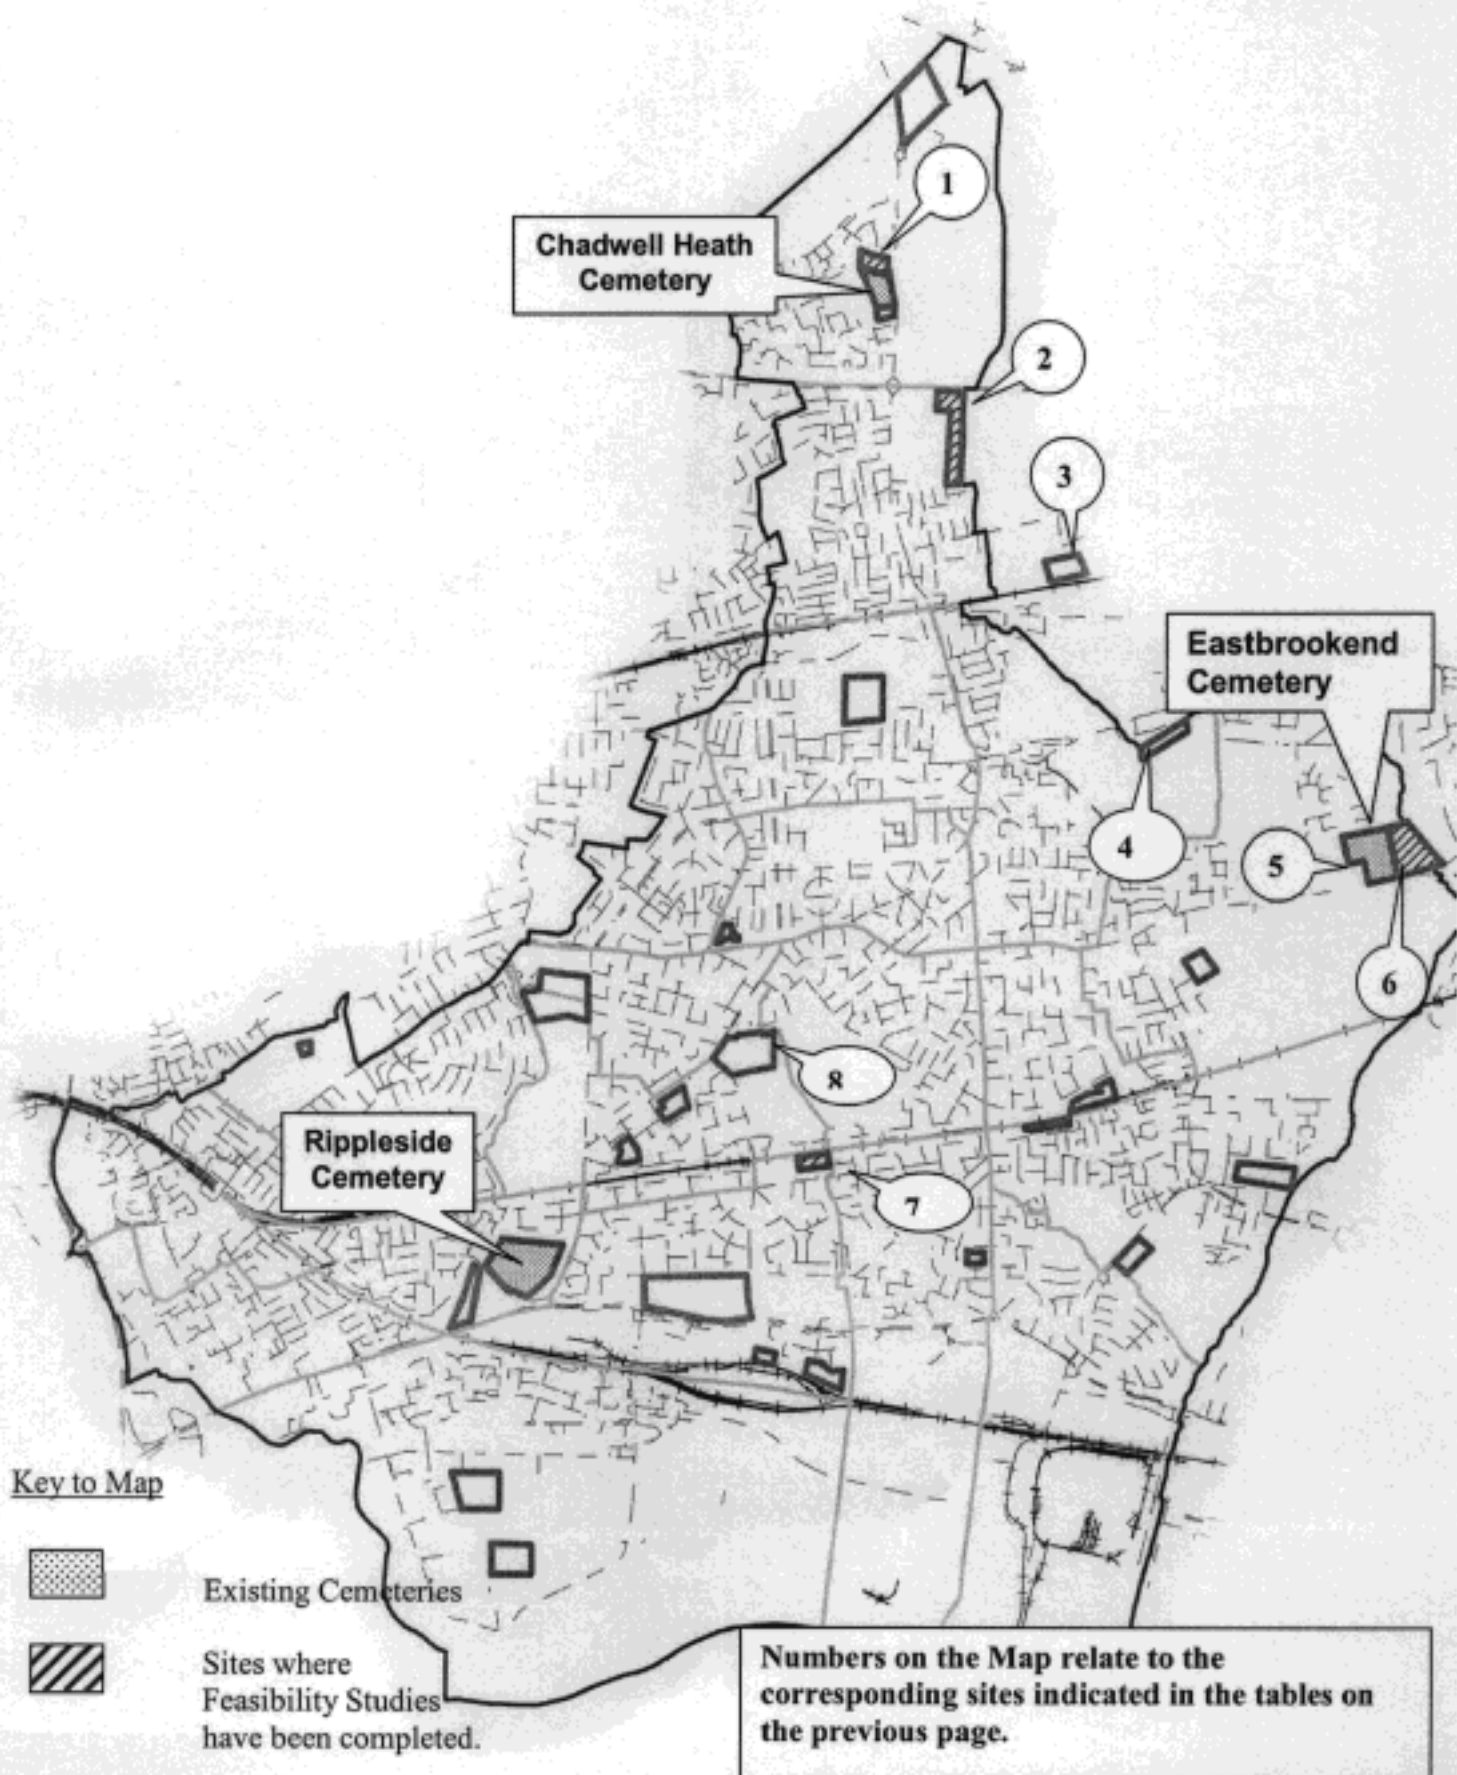 1
Chadwell Heath
Cemetery
2
3
Eastbrookend
Cemetery
4
5
6
8
7
Rippleside
Cemetery
Key to Map
Existing Cemeteries
Sites where
Feasibility Studies
have been completed.
Numbers on the Map relate to the
corresponding sites indicated in the tables on
the previous page.